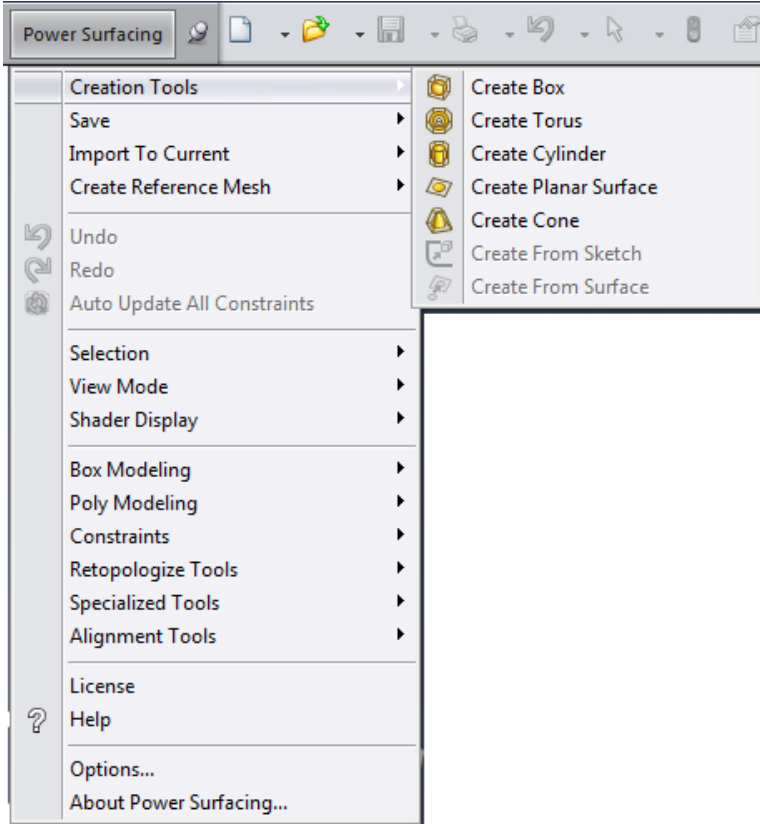 Power Surfacing
Creation Tools
Save
Import To Current
Create Reference Mesh
Undo
Redo
Auto Update All Constraints
Selection
View Mode
Shader Display
Box Modeling
Poly Modeling
Constraints
Retopologize Tools
Specialized Tools
Alignment Tools
License
Help
Options...
About Power Surfacing...
Create Box
Create Torus
Create Cylinder
Create Planar Surface
Create Cone
Create From Sketch
Create From Surface